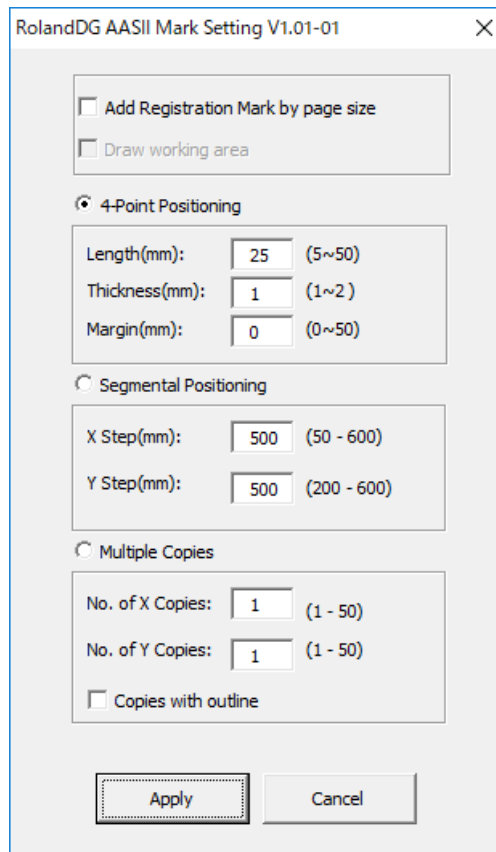 RolandDG AASII Mark Setting V1.01-01
Add Registration Mark by page size
Draw working area
4-Point Positioning
Length(mm): 25 (5~50)
Thickness(mm): 1 (1~2 )
Margin(mm): 0 (0~50)
Segmental Positioning
X Step(mm): 500 (50 - 600)
Y Step(mm): 500 (200 - 600)
Multiple Copies
No. of X Copies: 1 (1 - 50)
No. of Y Copies: 1 (1 - 50)
Copies with outline
Apply Cancel